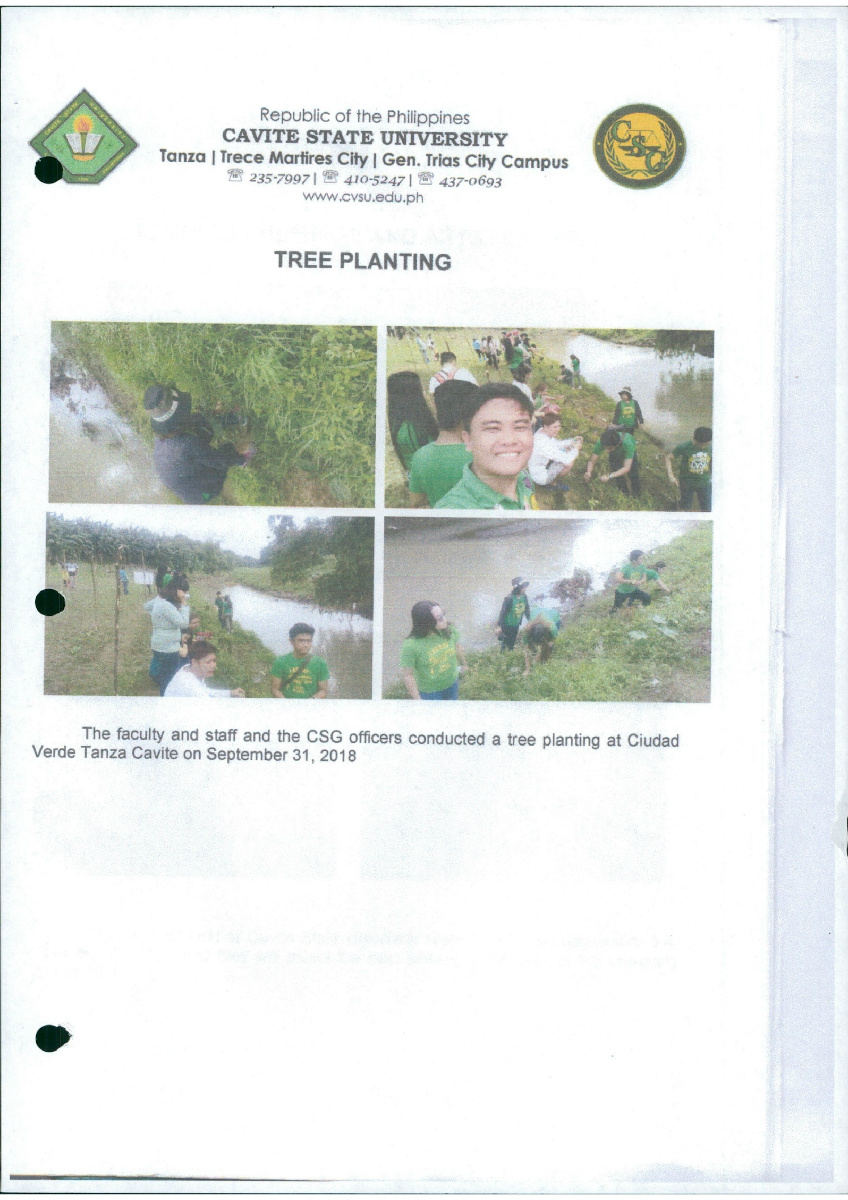 Republic of the Philippines
CAVITE STATE UNIVERSITY
Tanza | Trece Martires City | Gen. Trias City Campus
☏ 235-7997 | ☏ 410-5247 | ☏ 437-0693
www.cvsu.edu.ph
CSG
TREE PLANTING
The faculty and staff and the CSG officers conducted a tree planting at Ciudad
Verde Tanza Cavite on September 31, 2018